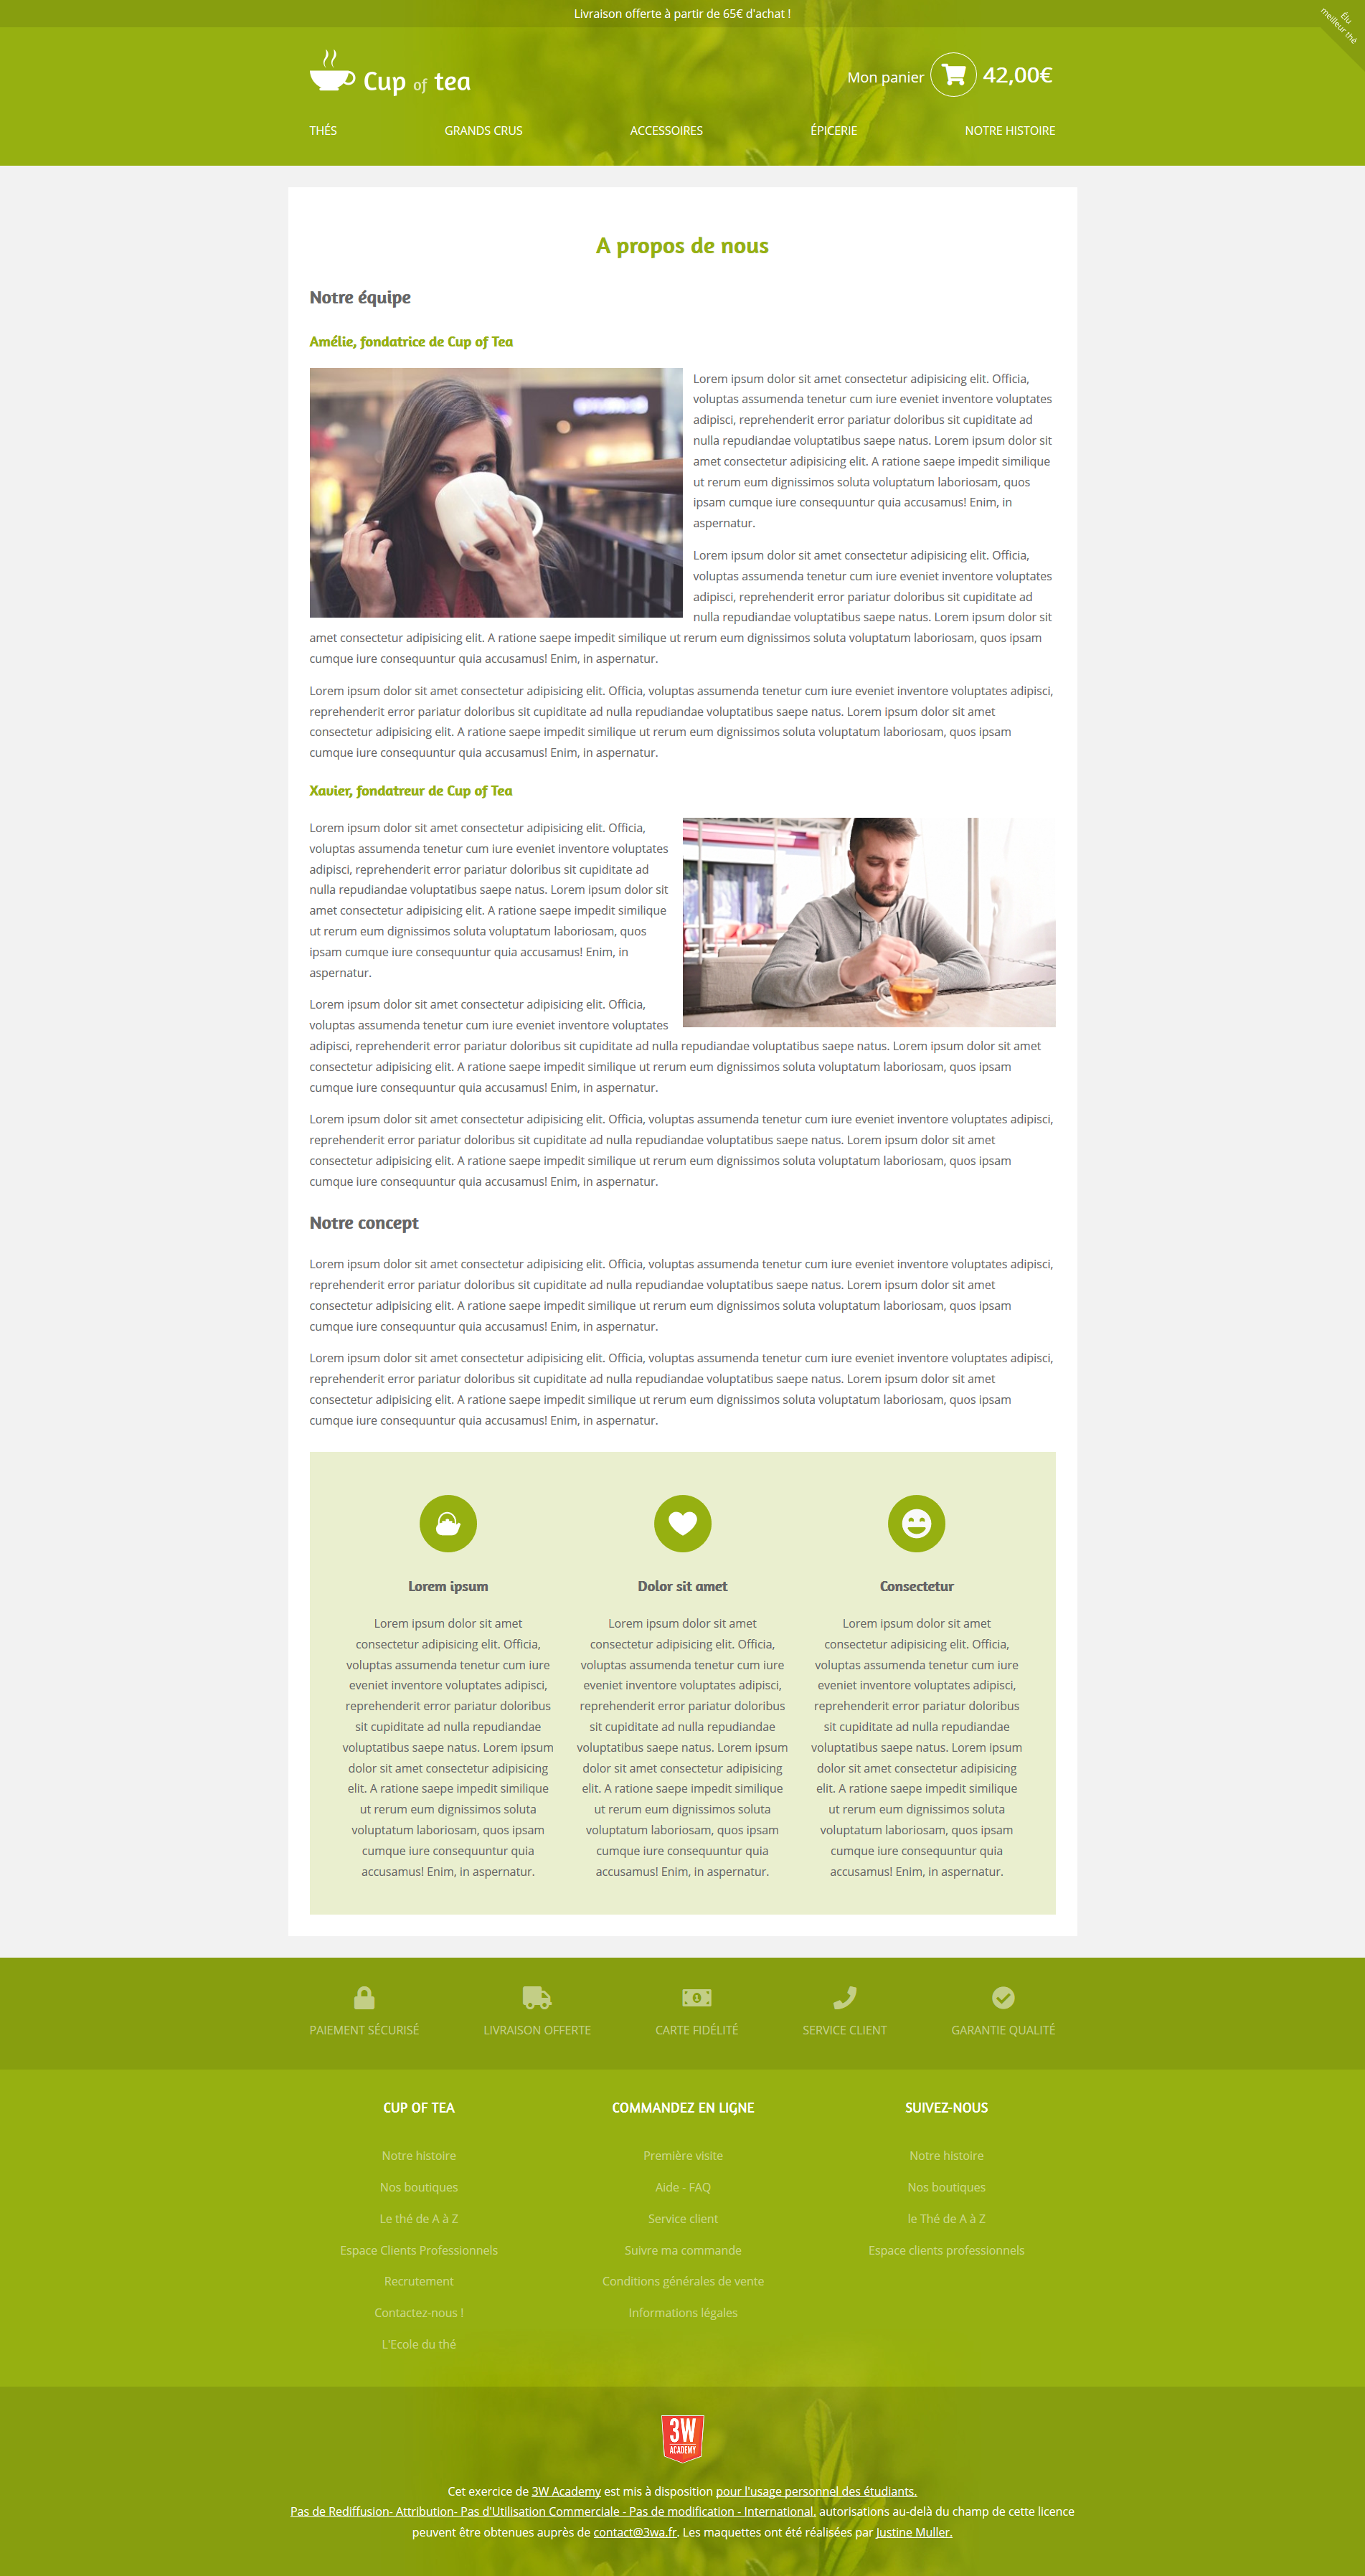 Livraison offerte à partir de 65€ d'achat !
Élu
meilleur thé
Cup of tea
Mon panier 42,00€
THÉS GRANDS CRUS ACCESSOIRES ÉPICERIE NOTRE HISTOIRE
A propos de nous
Notre équipe
Amélie, fondatrice de Cup of Tea
Lorem ipsum dolor sit amet consectetur adipisicing elit. Officia,
voluptas assumenda tenetur cum iure eveniet inventore voluptates
adipisci, reprehenderit error pariatur doloribus sit cupiditate ad
nulla repudiandae voluptatibus saepe natus. Lorem ipsum dolor sit
amet consectetur adipisicing elit. A ratione saepe impedit similique
ut rerum eum dignissimos soluta voluptatum laboriosam, quos
ipsam cumque iure consequuntur quia accusamus! Enim, in
aspernatur.
Lorem ipsum dolor sit amet consectetur adipisicing elit. Officia,
voluptas assumenda tenetur cum iure eveniet inventore voluptates
adipisci, reprehenderit error pariatur doloribus sit cupiditate ad
nulla repudiandae voluptatibus saepe natus. Lorem ipsum dolor sit
amet consectetur adipisicing elit. A ratione saepe impedit similique ut rerum eum dignissimos soluta voluptatum laboriosam, quos ipsam
cumque iure consequuntur quia accusamus! Enim, in aspernatur.
Lorem ipsum dolor sit amet consectetur adipisicing elit. Officia, voluptas assumenda tenetur cum iure eveniet inventore voluptates adipisci,
reprehenderit error pariatur doloribus sit cupiditate ad nulla repudiandae voluptatibus saepe natus. Lorem ipsum dolor sit amet
consectetur adipisicing elit. A ratione saepe impedit similique ut rerum eum dignissimos soluta voluptatum laboriosam, quos ipsam
cumque iure consequuntur quia accusamus! Enim, in aspernatur.
Xavier, fondatreur de Cup of Tea
Lorem ipsum dolor sit amet consectetur adipisicing elit. Officia,
voluptas assumenda tenetur cum iure eveniet inventore voluptates
adipisci, reprehenderit error pariatur doloribus sit cupiditate ad
nulla repudiandae voluptatibus saepe natus. Lorem ipsum dolor sit
amet consectetur adipisicing elit. A ratione saepe impedit similique
ut rerum eum dignissimos soluta voluptatum laboriosam, quos
ipsam cumque iure consequuntur quia accusamus! Enim, in
aspernatur.
Lorem ipsum dolor sit amet consectetur adipisicing elit. Officia,
voluptas assumenda tenetur cum iure eveniet inventore voluptates
adipisci, reprehenderit error pariatur doloribus sit cupiditate ad nulla repudiandae voluptatibus saepe natus. Lorem ipsum dolor sit amet
consectetur adipisicing elit. A ratione saepe impedit similique ut rerum eum dignissimos soluta voluptatum laboriosam, quos ipsam
cumque iure consequuntur quia accusamus! Enim, in aspernatur.
Lorem ipsum dolor sit amet consectetur adipisicing elit. Officia, voluptas assumenda tenetur cum iure eveniet inventore voluptates adipisci,
reprehenderit error pariatur doloribus sit cupiditate ad nulla repudiandae voluptatibus saepe natus. Lorem ipsum dolor sit amet
consectetur adipisicing elit. A ratione saepe impedit similique ut rerum eum dignissimos soluta voluptatum laboriosam, quos ipsam
cumque iure consequuntur quia accusamus! Enim, in aspernatur.
Notre concept
Lorem ipsum dolor sit amet consectetur adipisicing elit. Officia, voluptas assumenda tenetur cum iure eveniet inventore voluptates adipisci,
reprehenderit error pariatur doloribus sit cupiditate ad nulla repudiandae voluptatibus saepe natus. Lorem ipsum dolor sit amet
consectetur adipisicing elit. A ratione saepe impedit similique ut rerum eum dignissimos soluta voluptatum laboriosam, quos ipsam
cumque iure consequuntur quia accusamus! Enim, in aspernatur.
Lorem ipsum dolor sit amet consectetur adipisicing elit. Officia, voluptas assumenda tenetur cum iure eveniet inventore voluptates adipisci,
reprehenderit error pariatur doloribus sit cupiditate ad nulla repudiandae voluptatibus saepe natus. Lorem ipsum dolor sit amet
consectetur adipisicing elit. A ratione saepe impedit similique ut rerum eum dignissimos soluta voluptatum laboriosam, quos ipsam
cumque iure consequuntur quia accusamus! Enim, in aspernatur.
Lorem ipsum
Lorem ipsum dolor sit amet
consectetur adipisicing elit. Officia,
voluptas assumenda tenetur cum iure
eveniet inventore voluptates adipisci,
reprehenderit error pariatur doloribus
sit cupiditate ad nulla repudiandae
voluptatibus saepe natus. Lorem ipsum
dolor sit amet consectetur adipisicing
elit. A ratione saepe impedit similique
ut rerum eum dignissimos soluta
voluptatum laboriosam, quos ipsam
cumque iure consequuntur quia
accusamus! Enim, in aspernatur.
Dolor sit amet
Lorem ipsum dolor sit amet
consectetur adipisicing elit. Officia,
voluptas assumenda tenetur cum iure
eveniet inventore voluptates adipisci,
reprehenderit error pariatur doloribus
sit cupiditate ad nulla repudiandae
voluptatibus saepe natus. Lorem ipsum
dolor sit amet consectetur adipisicing
elit. A ratione saepe impedit similique
ut rerum eum dignissimos soluta
voluptatum laboriosam, quos ipsam
cumque iure consequuntur quia
accusamus! Enim, in aspernatur.
Consectetur
Lorem ipsum dolor sit amet
consectetur adipisicing elit. Officia,
voluptas assumenda tenetur cum iure
eveniet inventore voluptates adipisci,
reprehenderit error pariatur doloribus
sit cupiditate ad nulla repudiandae
voluptatibus saepe natus. Lorem ipsum
dolor sit amet consectetur adipisicing
elit. A ratione saepe impedit similique
ut rerum eum dignissimos soluta
voluptatum laboriosam, quos ipsam
cumque iure consequuntur quia
accusamus! Enim, in aspernatur.
PAIEMENT SÉCURISÉ LIVRAISON OFFERTE CARTE FIDÉLITÉ SERVICE CLIENT GARANTIE QUALITÉ
CUP OF TEA
Notre histoire
Nos boutiques
Le thé de A à Z
Espace Clients Professionnels
Recrutement
Contactez-nous !
L'Ecole du thé
COMMANDEZ EN LIGNE
Première visite
Aide - FAQ
Service client
Suivre ma commande
Conditions générales de vente
Informations légales
SUIVEZ-NOUS
Notre histoire
Nos boutiques
le Thé de A à Z
Espace clients professionnels
3W
ACADEMY
Cet exercice de 3W Academy est mis à disposition pour l'usage personnel des étudiants.
Pas de Rediffusion- Attribution- Pas d'Utilisation Commerciale - Pas de modification - International. autorisations au-delà du champ de cette licence
peuvent être obtenues auprès de contact@3wa.fr. Les maquettes ont été réalisées par Justine Muller.